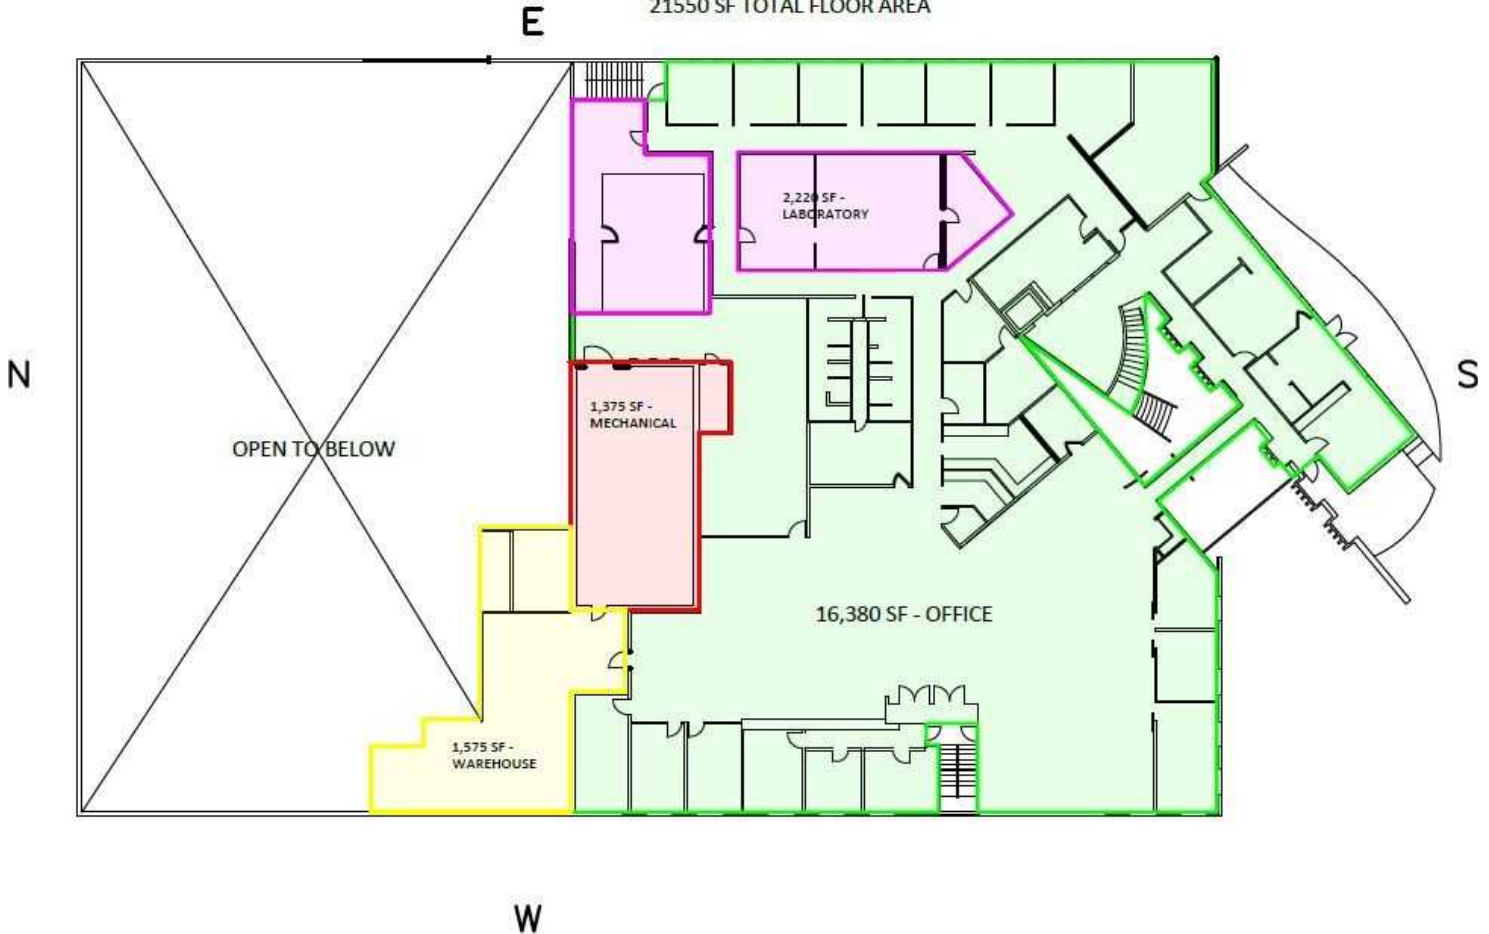 21550 SF TOTAL FLOOR AREA
E
2,220 SF -
LABORATORY
N
S
1,375 SF -
MECHANICAL
OPEN TO BELOW
16,380 SF - OFFICE
1,575 SF -
WAREHOUSE
W